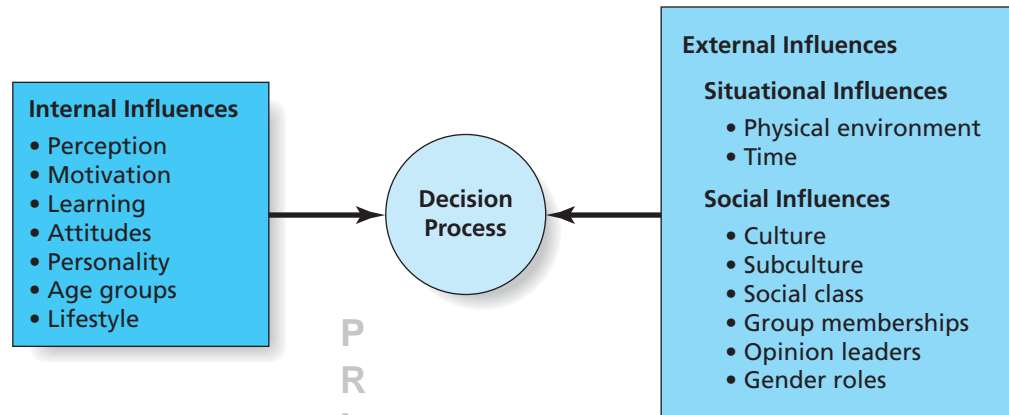 Internal Influences
• Perception
• Motivation
• Learning
• Attitudes
• Personality
• Age groups
• Lifestyle
Decision
Process
External Influences
Situational Influences
• Physical environment
• Time
Social Influences
• Culture
• Subculture
• Social class
• Group memberships
• Opinion leaders
• Gender roles
P
R